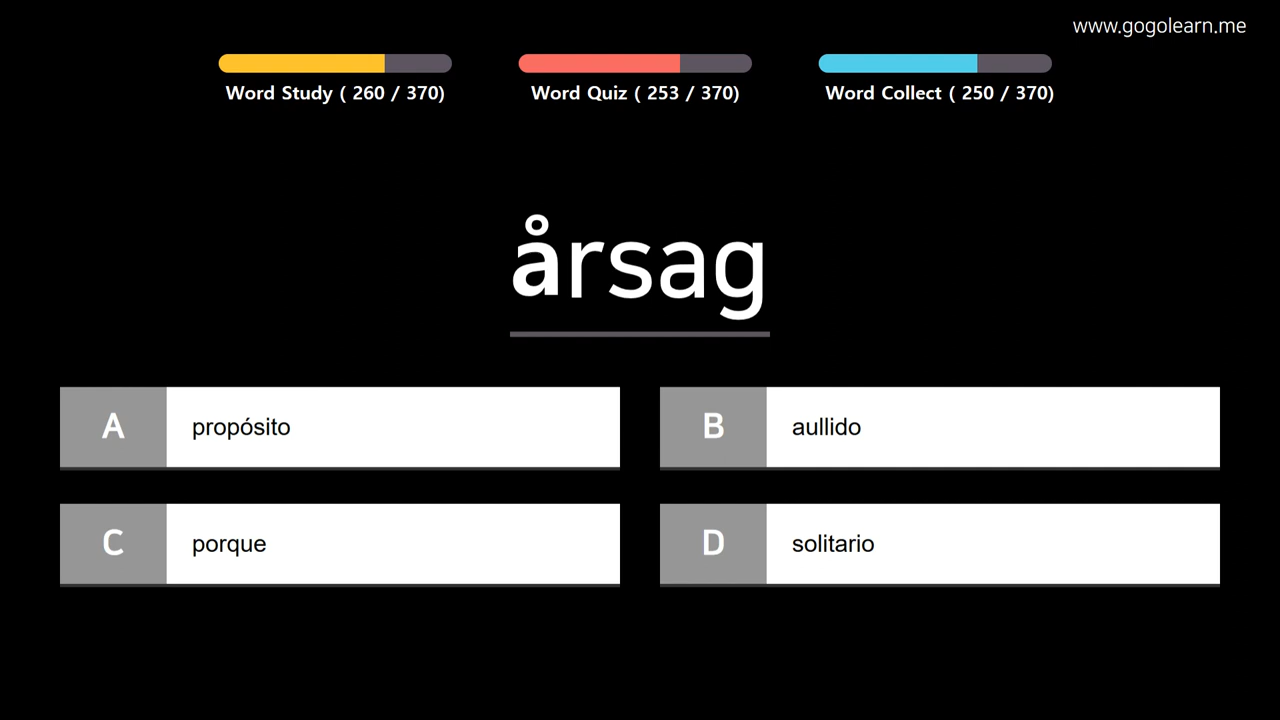 www.gogolearn.me
Word Study ( 260 / 370)
Word Quiz ( 253 / 370)
Word Collect ( 250 / 370)
årsag
A propósito
B aullido
C porque
D solitario